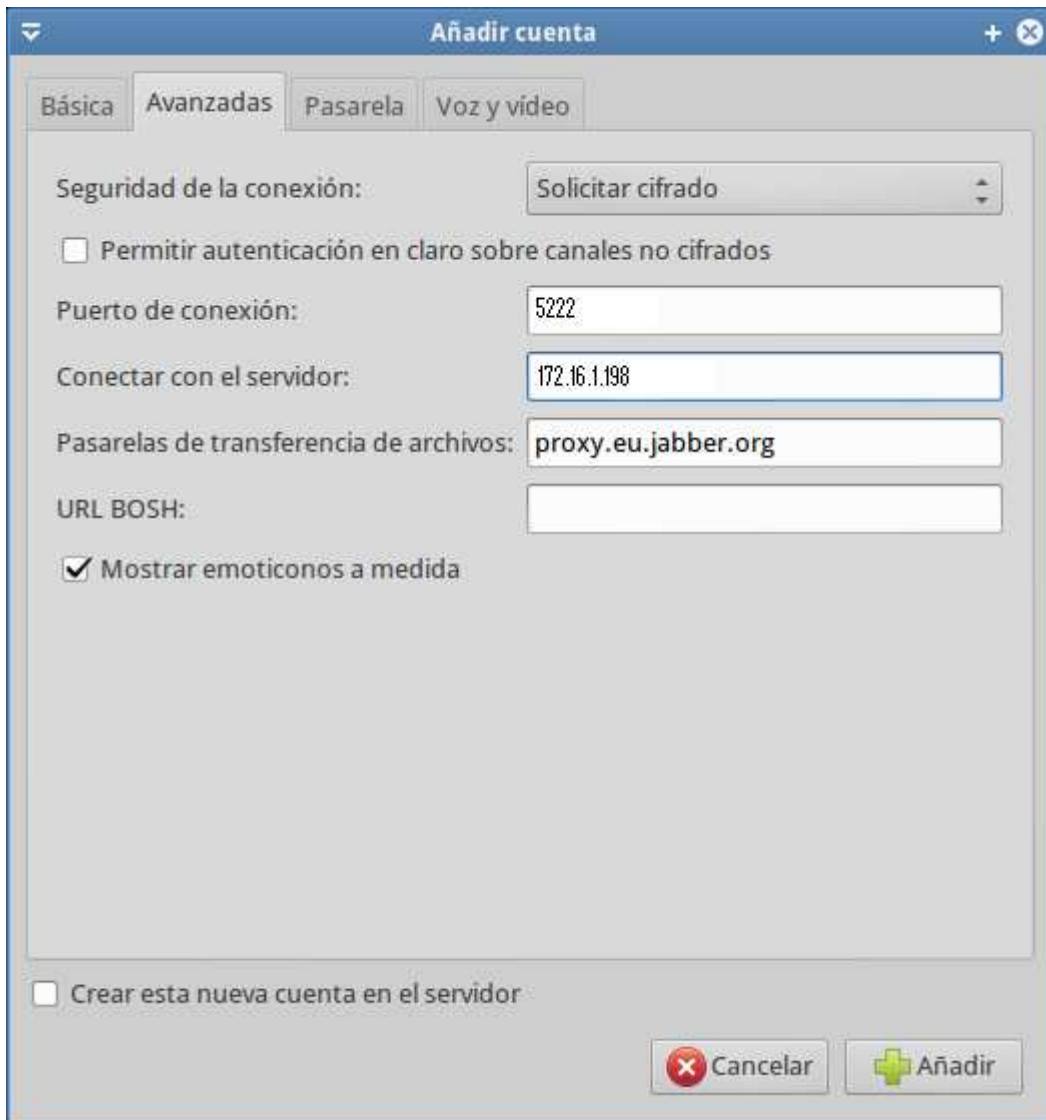 Añadir cuenta
Básica Avanzadas Pasarela Voz y vídeo
Seguridad de la conexión: Solicitar cifrado
Permitir autenticación en claro sobre canales no cifrados
Puerto de conexión: 5222
Conectar con el servidor: 172.16.1.198
Pasarelas de transferencia de archivos: proxy.eu.jabber.org
URL BOSH:
Mostrar emoticonos a medida
Crear esta nueva cuenta en el servidor
Cancelar Añadir